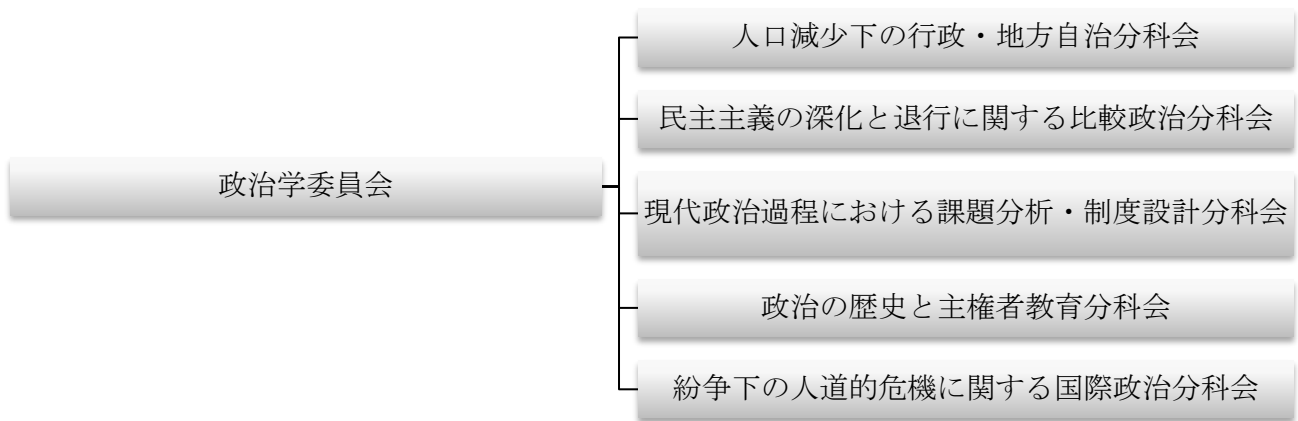 政治学委員会
人口減少下の行政・地方自治分科会
民主主義の深化と退行に関する比較政治分科会
現代政治過程における課題分析・制度設計分科会
政治の歴史と主権者教育分科会
紛争下の人道的危機に関する国際政治分科会